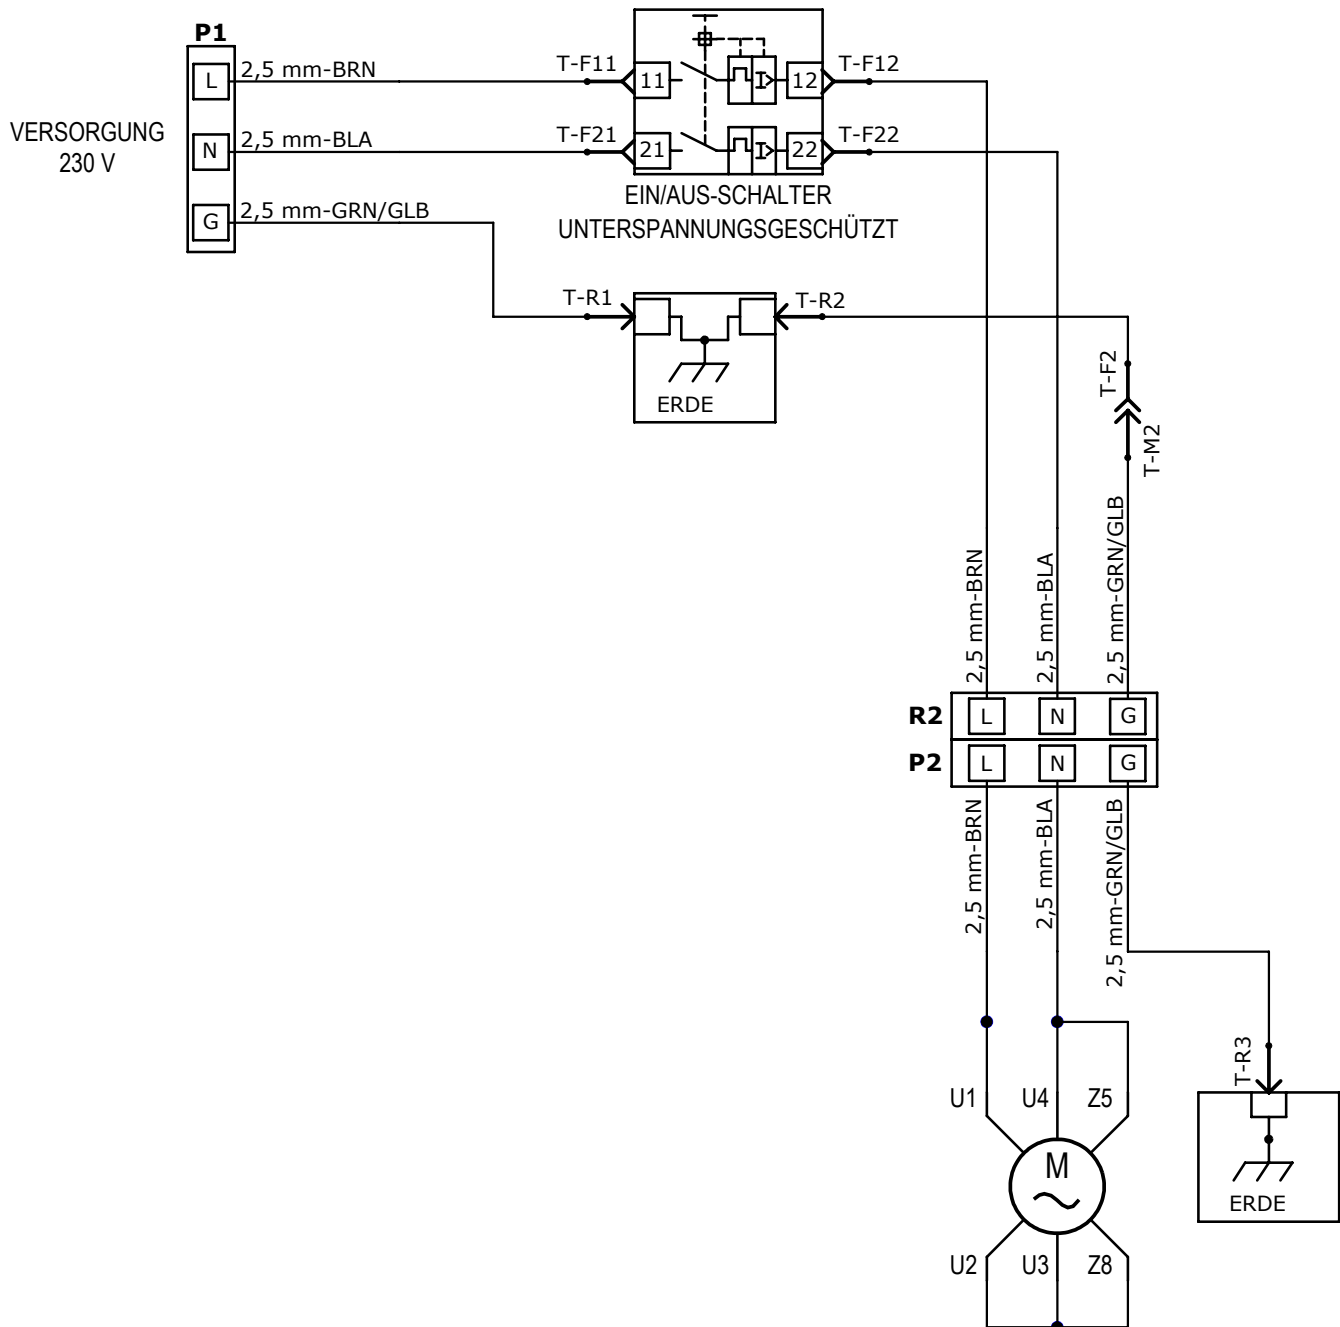 P1
L
2,5 mm-BRN
T-F11
11
12
T-F12
VERSORGUNG
230 V
N
2,5 mm-BLA
T-F21
21
22
T-F22
G
2,5 mm-GRN/GLB
EIN/AUS-SCHALTER
UNTERSPANNUNGSGESCHÜTZT
T-R1
T-R2
ERDE
T-F2
T-M2
2,5 mm-BRN
2,5 mm-BLA
2,5 mm-GRN/GLB
R2
L
N
G
P2
L
N
G
2,5 mm-BRN
2,5 mm-BLA
2,5 mm-GRN/GLB
T-R3
U1
U4
Z5
M
ERDE
U2
U3
Z8